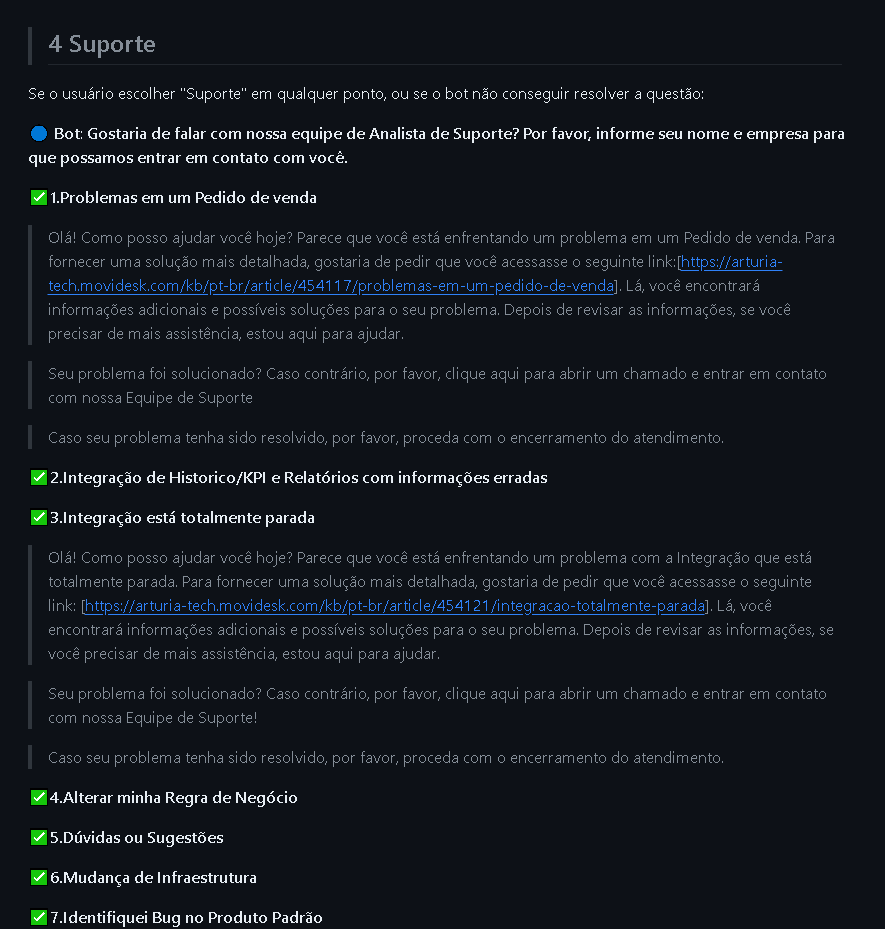 4 Suporte
Se o usuário escolher "Suporte" em qualquer ponto, ou se o bot não conseguir resolver a questão:
🔵 Bot: Gostaria de falar com nossa equipe de Analista de Suporte? Por favor, informe seu nome e empresa para
que possamos entrar em contato com você.
✅1.Problemas em um Pedido de venda
Olá! Como posso ajudar você hoje? Parece que você está enfrentando um problema em um Pedido de venda. Para
fornecer uma solução mais detalhada, gostaria de pedir que você acessasse o seguinte link:[https://arturia-
tech.movidesk.com/kb/pt-br/article/454117/problemas-em-um-pedido-de-venda]. Lá, você encontrará
informações adicionais e possíveis soluções para o seu problema. Depois de revisar as informações, se você
precisar de mais assistência, estou aqui para ajudar.
Seu problema foi solucionado? Caso contrário, por favor, clique aqui para abrir um chamado e entrar em contato
com nossa Equipe de Suporte
Caso seu problema tenha sido resolvido, por favor, proceda com o encerramento do atendimento.
✅2.Integração de Historico/KPI e Relatórios com informações erradas
✅3.Integração está totalmente parada
Olá! Como posso ajudar você hoje? Parece que você está enfrentando um problema com a Integração que está
totalmente parada. Para fornecer uma solução mais detalhada, gostaria de pedir que você acessasse o seguinte
link: [https://arturia-tech.movidesk.com/kb/pt-br/article/454121/integracao-totalmente-parada]. Lá, você
encontrará informações adicionais e possíveis soluções para o seu problema. Depois de revisar as informações, se
você precisar de mais assistência, estou aqui para ajudar.
Seu problema foi solucionado? Caso contrário, por favor, clique aqui para abrir um chamado e entrar em contato
com nossa Equipe de Suporte!
Caso seu problema tenha sido resolvido, por favor, proceda com o encerramento do atendimento.
✅4.Alterar minha Regra de Negócio
✅5.Dúvidas ou Sugestões
✅6.Mudança de Infraestrutura
✅7.Identifiquei Bug no Produto Padrão